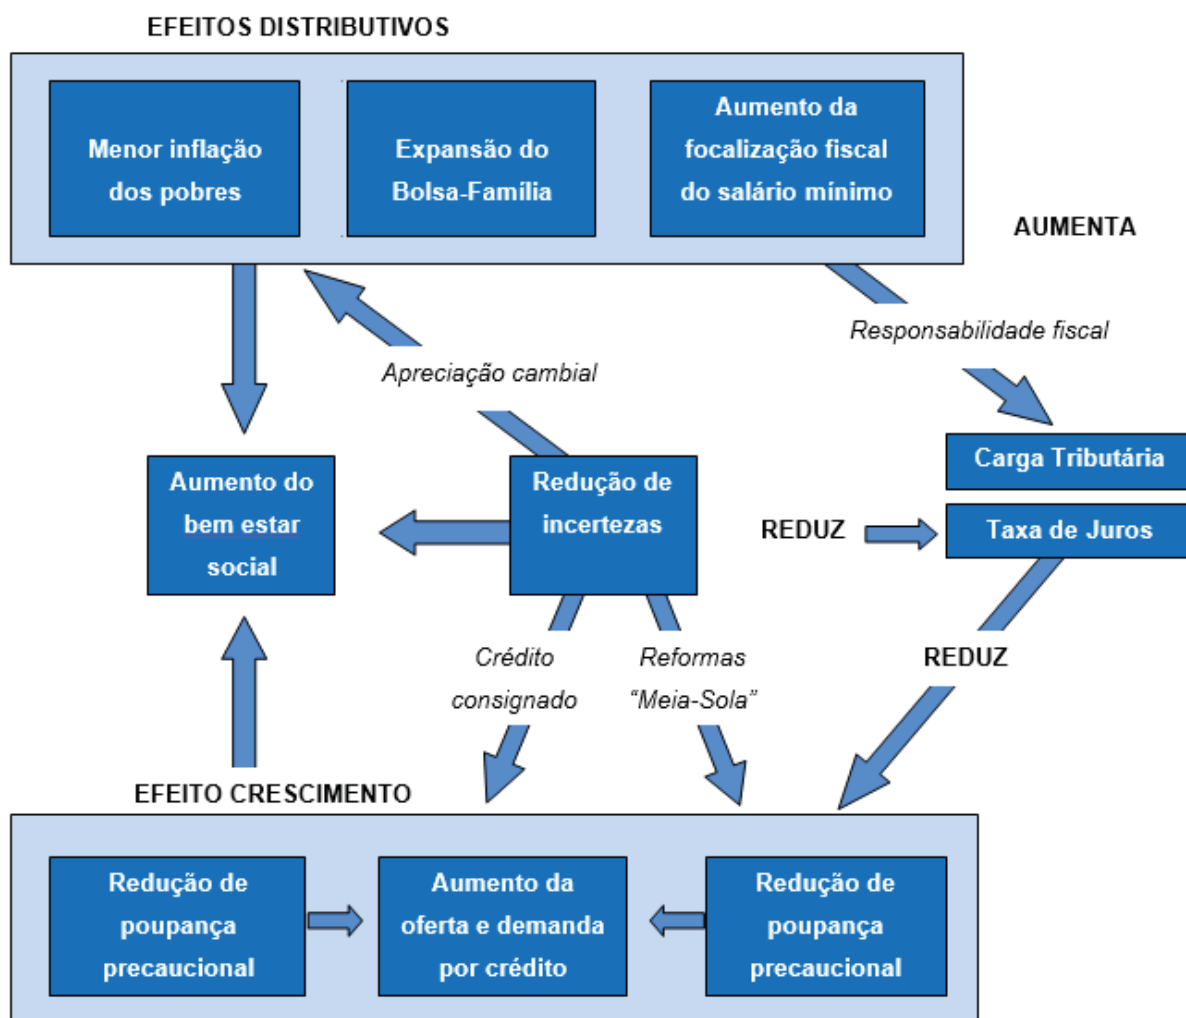 EFEITOS DISTRIBUTIVOS
Menor inflação
dos pobres
Expansão do
Bolsa-Família
Aumento da
focalização fiscal
do salário mínimo
AUMENTA
Responsabilidade fiscal
Apreciação cambial
Aumento do
bem estar
social
Redução de
incertezas
Carga Tributária
REDUZ
Taxa de Juros
Crédito
consignado
Reformas
“Meia-Sola”
REDUZ
EFEITO CRESCIMENTO
Redução de
poupança
precaucional
Aumento da
oferta e demanda
por crédito
Redução de
poupança
precaucional